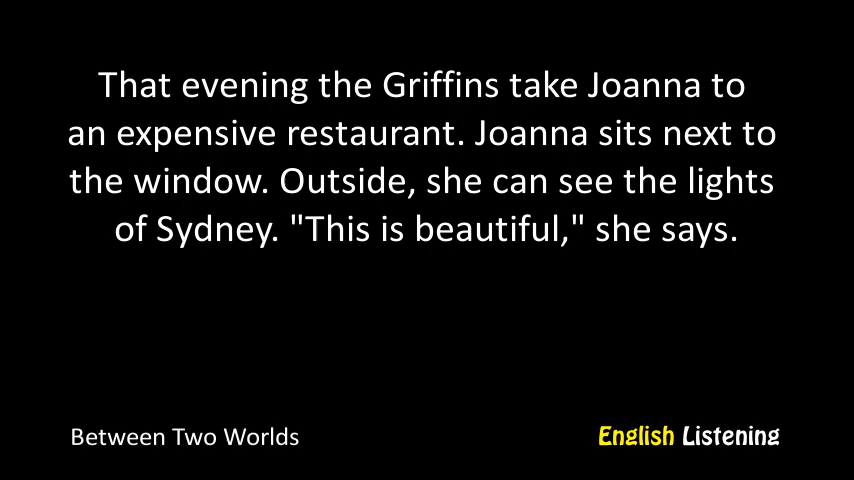 That evening the Griffins take Joanna to
an expensive restaurant. Joanna sits next to
the window. Outside, she can see the lights
of Sydney. "This is beautiful," she says.
Between Two Worlds
English Listening